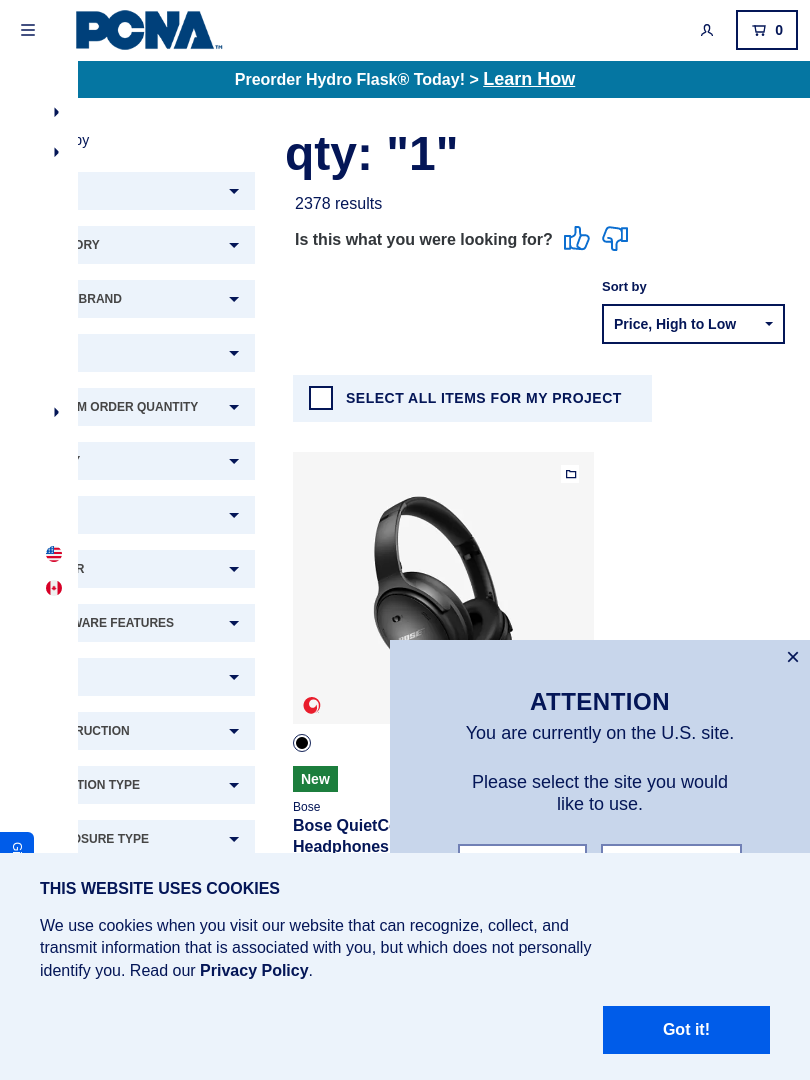 PCNA™
0
Preorder Hydro Flask® Today! > Learn How
by
qty: "1"
2378 results
Is this what you were looking for?
Sort by
Price, High to Low
ORY
BRAND
M ORDER QUANTITY
SELECT ALL ITEMS FOR MY PROJECT
R
WARE FEATURES
RUCTION
TION TYPE
OSURE TYPE
BOSE
New
Bose
Bose QuietC
Headphones
ATTENTION
You are currently on the U.S. site.
Please select the site you would
like to use.
THIS WEBSITE USES COOKIES
We use cookies when you visit our website that can recognize, collect, and
transmit information that is associated with you, but which does not personally
identify you. Read our Privacy Policy.
Got it!